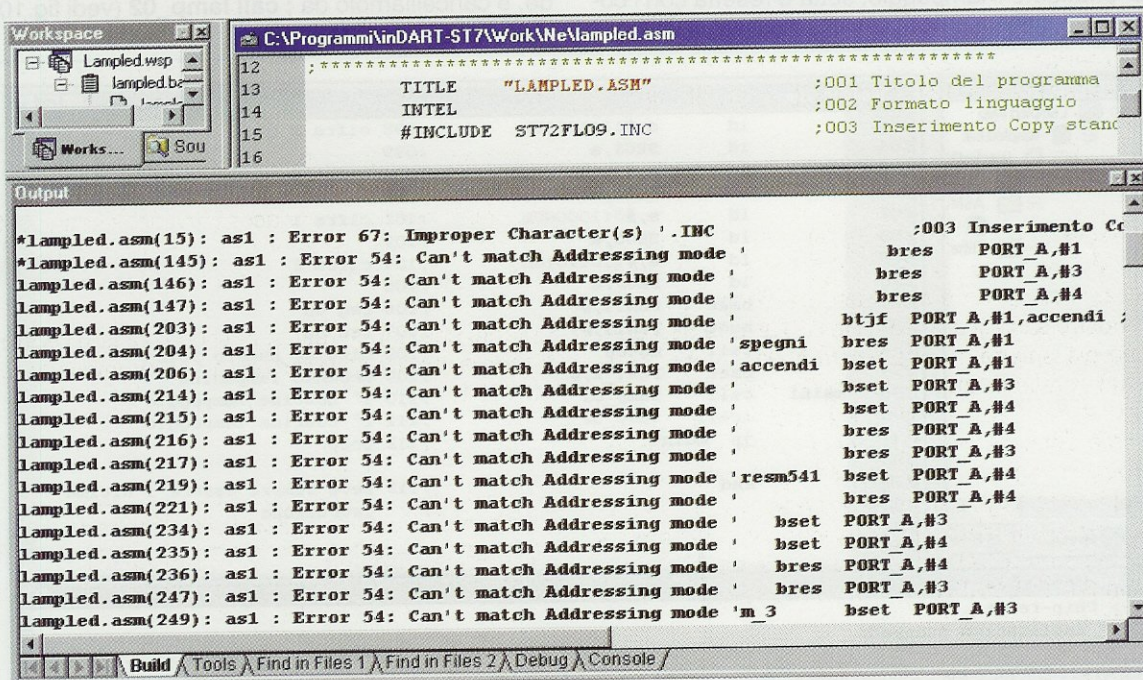 Workspace
Lampled.wsp
lampled.ba
Works...
Sou
C:\Programmi\inDART-ST7\Work\Ne\lampled.asm
12 ;***********************************************************
13 TITLE "LAMPLED.ASM" ;001 Titolo del programma
14 INTEL ;002 Formato linguaggio
15 #INCLUDE ST72FL09.INC ;003 Inserimento Copy stand
16
Output
*lampled.asm(15): as1 : Error 67: Improper Character(s) '.INC ;003 Inserimento Co
*lampled.asm(145): as1 : Error 54: Can't match Addressing mode ' bres PORT_A,#1
lampled.asm(146): as1 : Error 54: Can't match Addressing mode ' bres PORT_A,#3
lampled.asm(147): as1 : Error 54: Can't match Addressing mode ' bres PORT_A,#4
lampled.asm(203): as1 : Error 54: Can't match Addressing mode ' btjf PORT_A,#1,accendi ;
lampled.asm(204): as1 : Error 54: Can't match Addressing mode 'spegni bres PORT_A,#1
lampled.asm(206): as1 : Error 54: Can't match Addressing mode 'accendi bset PORT_A,#1
lampled.asm(214): as1 : Error 54: Can't match Addressing mode ' bset PORT_A,#3
lampled.asm(215): as1 : Error 54: Can't match Addressing mode ' bset PORT_A,#4
lampled.asm(216): as1 : Error 54: Can't match Addressing mode ' bres PORT_A,#4
lampled.asm(217): as1 : Error 54: Can't match Addressing mode ' bres PORT_A,#3
lampled.asm(219): as1 : Error 54: Can't match Addressing mode 'resm541 bset PORT_A,#4
lampled.asm(221): as1 : Error 54: Can't match Addressing mode ' bres PORT_A,#4
lampled.asm(234): as1 : Error 54: Can't match Addressing mode ' bset PORT_A,#3
lampled.asm(235): as1 : Error 54: Can't match Addressing mode ' bset PORT_A,#4
lampled.asm(236): as1 : Error 54: Can't match Addressing mode ' bres PORT_A,#4
lampled.asm(247): as1 : Error 54: Can't match Addressing mode ' bres PORT_A,#3
lampled.asm(249): as1 : Error 54: Can't match Addressing mode 'm_3 bset PORT_A,#3
Build / Tools / Find in Files 1 / Find in Files 2 / Debug / Console